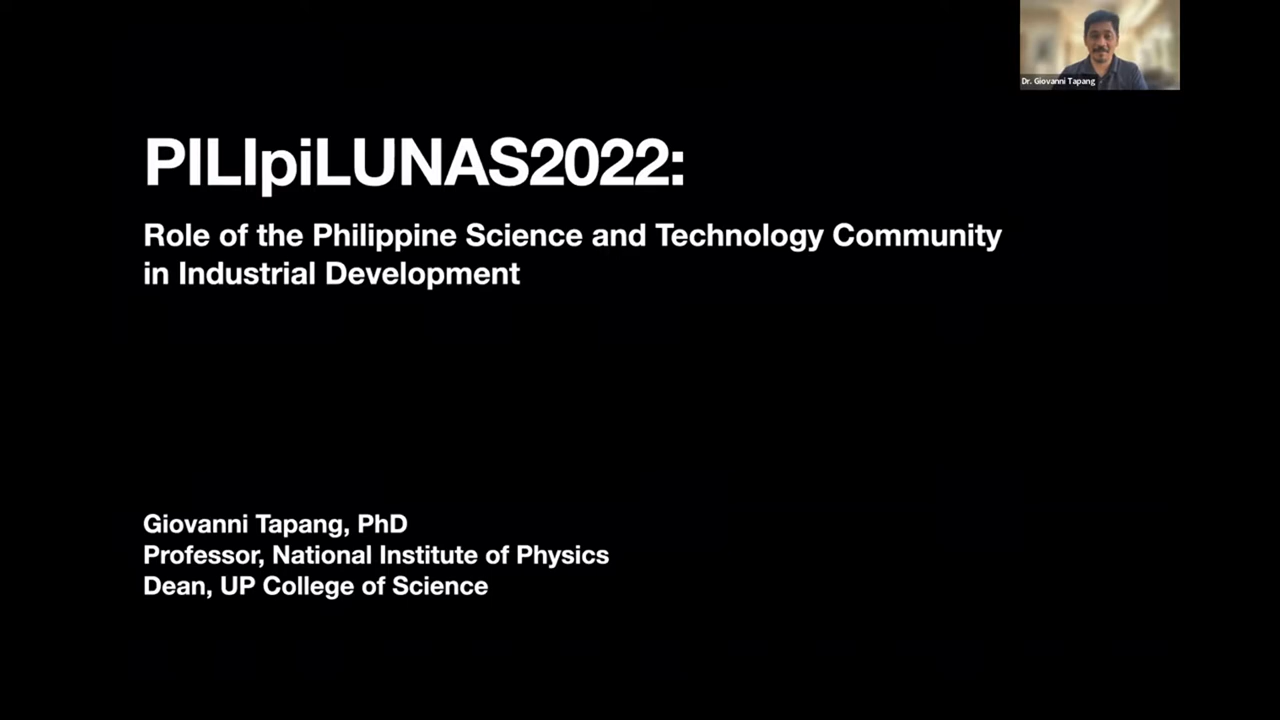 Dr. Giovanni Tapang
PILIpiLUNAS2022:
Role of the Philippine Science and Technology Community
in Industrial Development
Giovanni Tapang, PhD
Professor, National Institute of Physics
Dean, UP College of Science